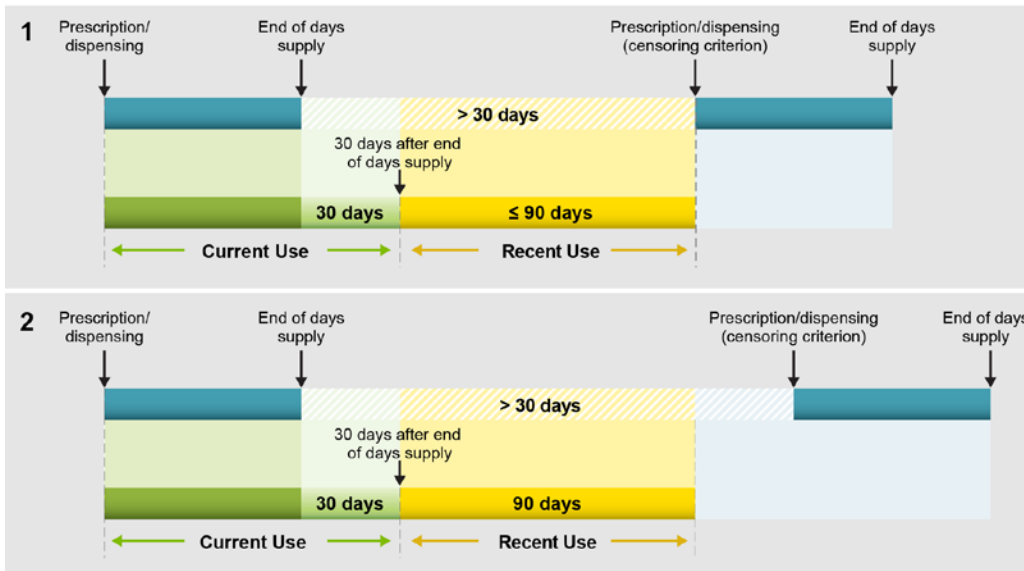 1
Prescription/
dispensing
End of days
supply
Prescription/dispensing
(censoring criterion)
End of days
supply
> 30 days
30 days after end
of days supply
30 days
≤ 90 days
Current Use
Recent Use
2
Prescription/
dispensing
End of days
supply
Prescription/dispensing
(censoring criterion)
End of days
supply
> 30 days
30 days after end
of days supply
30 days
90 days
Current Use
Recent Use